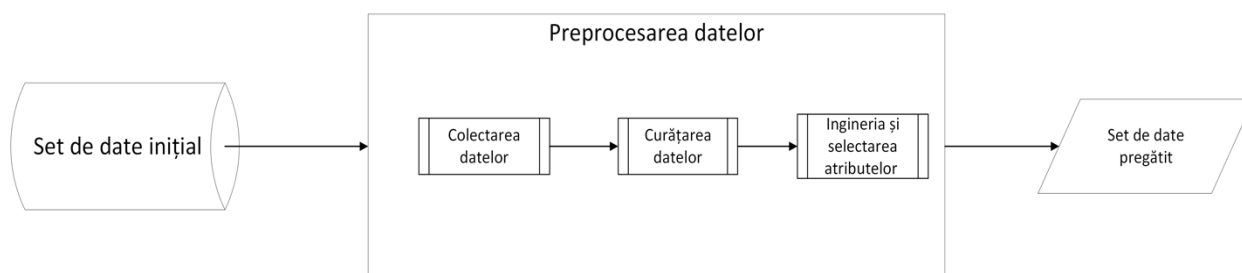 Preprocesarea datelor
Set de date inițial
Colectarea
datelor
Curățarea
datelor
Ingineria și
selectarea
atributelor
Set de date
pregătit